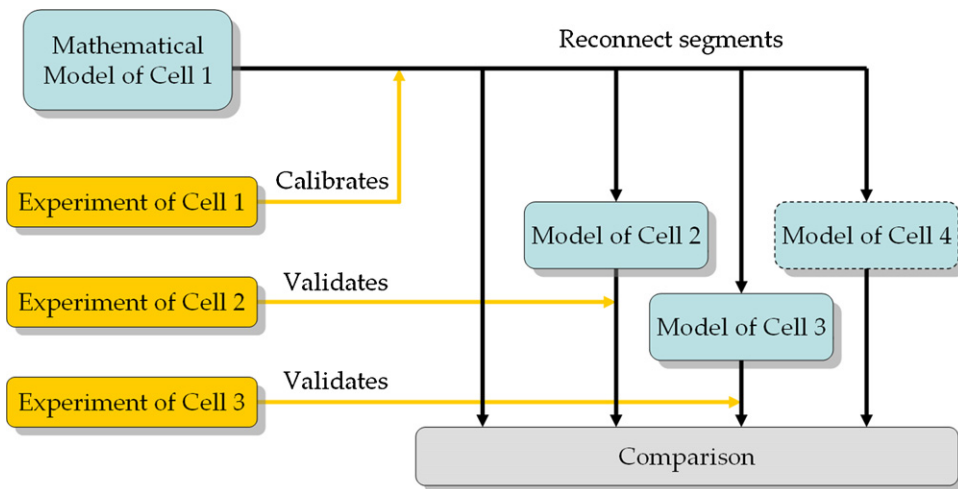 Mathematical
Model of Cell 1
Reconnect segments
Calibrates
Experiment of Cell 1
Model of Cell 2
Model of Cell 4
Validates
Experiment of Cell 2
Model of Cell 3
Validates
Experiment of Cell 3
Comparison